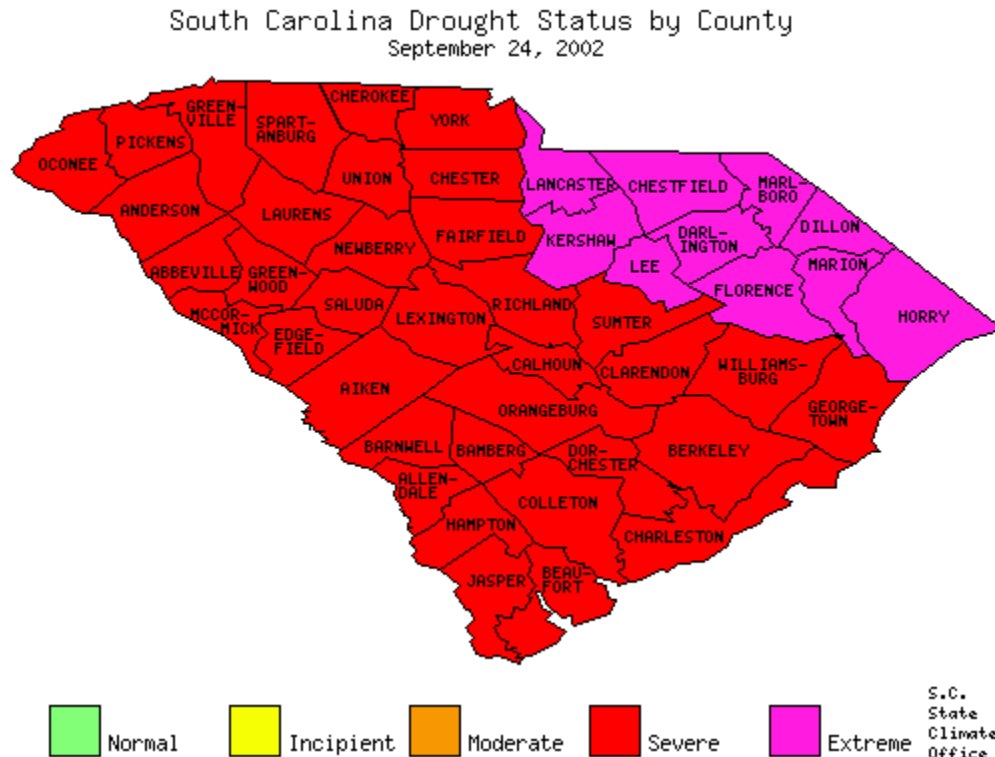 South Carolina Drought Status by County
September 24, 2002
CHEROKEE
GREEN-
VILLE
SPART-
ANBURG
YORK
PICKENS
OCONEE
UNION
CHESTER
LANCASTER
CHESTFIELD
MARL-
BORO
ANDERSON
LAURENS
NEWBERRY
FAIRFIELD
KERSHAW
DARL-
INGTON
DILLON
ABBEVILLE
GREEN-
WOOD
LEE
MARION
SALUDA
LEXINGTON
RICHLAND
FLORENCE
HORRY
MCCOR-
MICK
EDGE-
FIELD
SUMTER
AIKEN
CALHOUN
CLARENDON
WILLIAMS-
BURG
ORANGEBURG
GEORGE-
TOWN
BARNWELL
BAMBERG
DOR-
CHESTER
BERKELEY
ALLEN-
DALE
COLLETON
HAMPTON
CHARLESTON
JASPER
BEAU-
FORT
Normal
Incipient
Moderate
Severe
Extreme
S.C.
State
Climate
Office